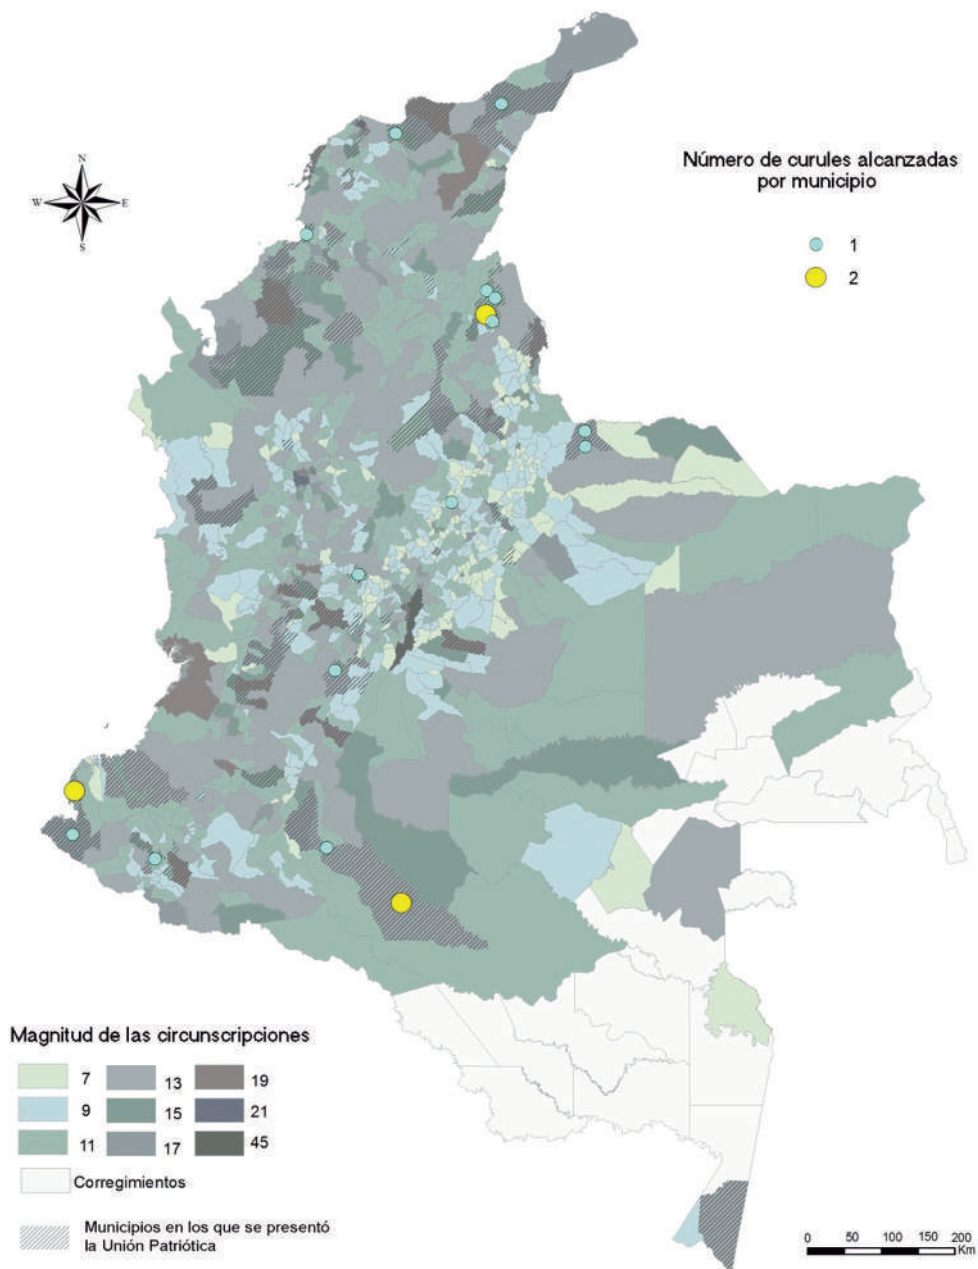 N
W
E
S
Número de curules alcanzadas
por municipio
1
2
Magnitud de las circunscripciones
7
13
19
9
15
21
11
17
45
Corregimientos
Municipios en los que se presentó
la Unión Patriótica
0 50 100 150 200
Km